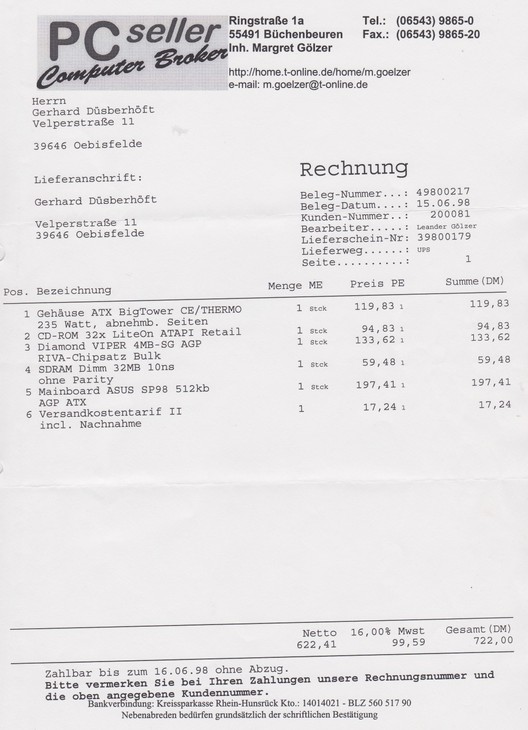 PC seller
Computer Broker
Ringstraße 1a
55491 Büchenbeuren
Inh. Margret Gölzer
Tel.: (06543) 9865-0
Fax.: (06543) 9865-20
http://home.t-online.de/home/m.goelzer
e-mail: m.goelzer@t-online.de
Herrn
Gerhard Düsberhöft
Velperstraße 11
39646 Oebisfelde
Lieferanschrift:
Gerhard Düsberhöft
Velperstraße 11
39646 Oebisfelde
Rechnung
Beleg-Nummer...: 49800217
Beleg-Datum....: 15.06.98
Kunden-Nummer..: 200081
Bearbeiter.....: Leander Gölzer
Lieferschein-Nr: 39800179
Lieferweg......: UPS
Seite..........: 1
Pos. Bezeichnung Menge ME Preis PE Summe (DM)
1 Gehäuse ATX BigTower CE/THERMO 1 Stck 119,83 1 119,83
235 Watt, abnehmb. Seiten
2 CD-ROM 32x LiteOn ATAPI Retail 1 Stck 94,83 1 94,83
3 Diamond VIPER 4MB-SG AGP 1 Stck 133,62 1 133,62
RIVA-Chipsatz Bulk
4 SDRAM Dimm 32MB 10ns 1 Stck 59,48 1 59,48
ohne Parity
5 Mainboard ASUS SP98 512kb 1 Stck 197,41 1 197,41
AGP ATX
6 Versandkostentarif II 1 17,24 1 17,24
incl. Nachnahme
Netto 16,00% Mwst Gesamt (DM)
622,41 99,59 722,00
Zahlbar bis zum 16.06.98 ohne Abzug.
Bitte vermerken Sie bei Ihren Zahlungen unsere Rechnungsnummer und
die oben angegebene Kundennummer.
Bankverbindung: Kreissparkasse Rhein-Hunsrück Kto.: 14014021 - BLZ 560 517 90
Nebenabreden bedürfen grundsätzlich der schriftlichen Bestätigung